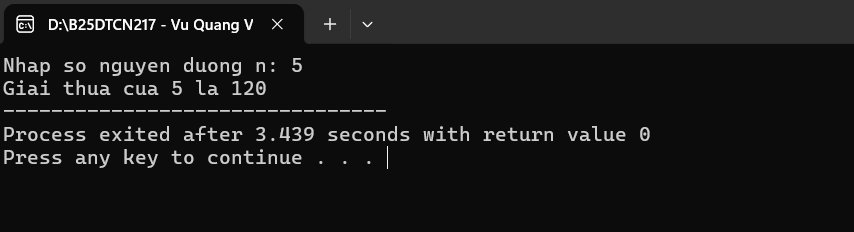 D:\B25DTCN217 - Vu Quang V
Nhap so nguyen duong n: 5
Giai thua cua 5 la 120
--------------------------------
Process exited after 3.439 seconds with return value 0
Press any key to continue . . .